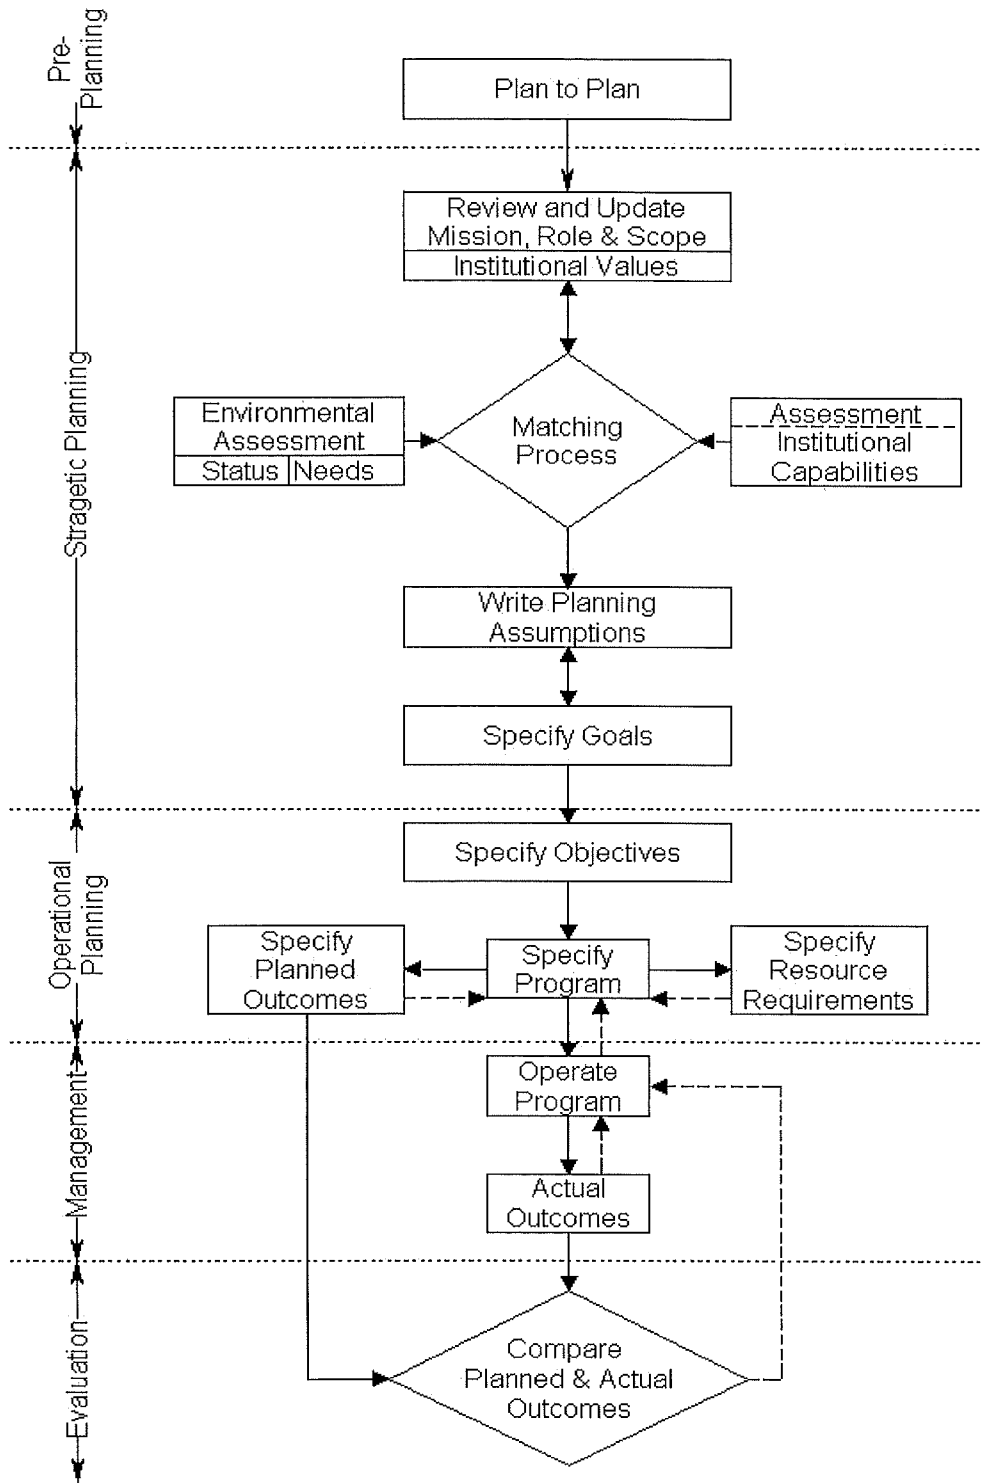 Pre-
Planning
Plan to Plan
Stragetic Planning
Review and Update
Mission, Role & Scope
Institutional Values
Environmental
Assessment
Status Needs
Matching
Process
Assessment
Institutional
Capabilities
Write Planning
Assumptions
Specify Goals
Operational
Planning
Specify Objectives
Specify
Planned
Outcomes
Specify
Program
Specify
Resource
Requirements
Management
Operate
Program
Actual
Outcomes
Evaluation
Compare
Planned & Actual
Outcomes